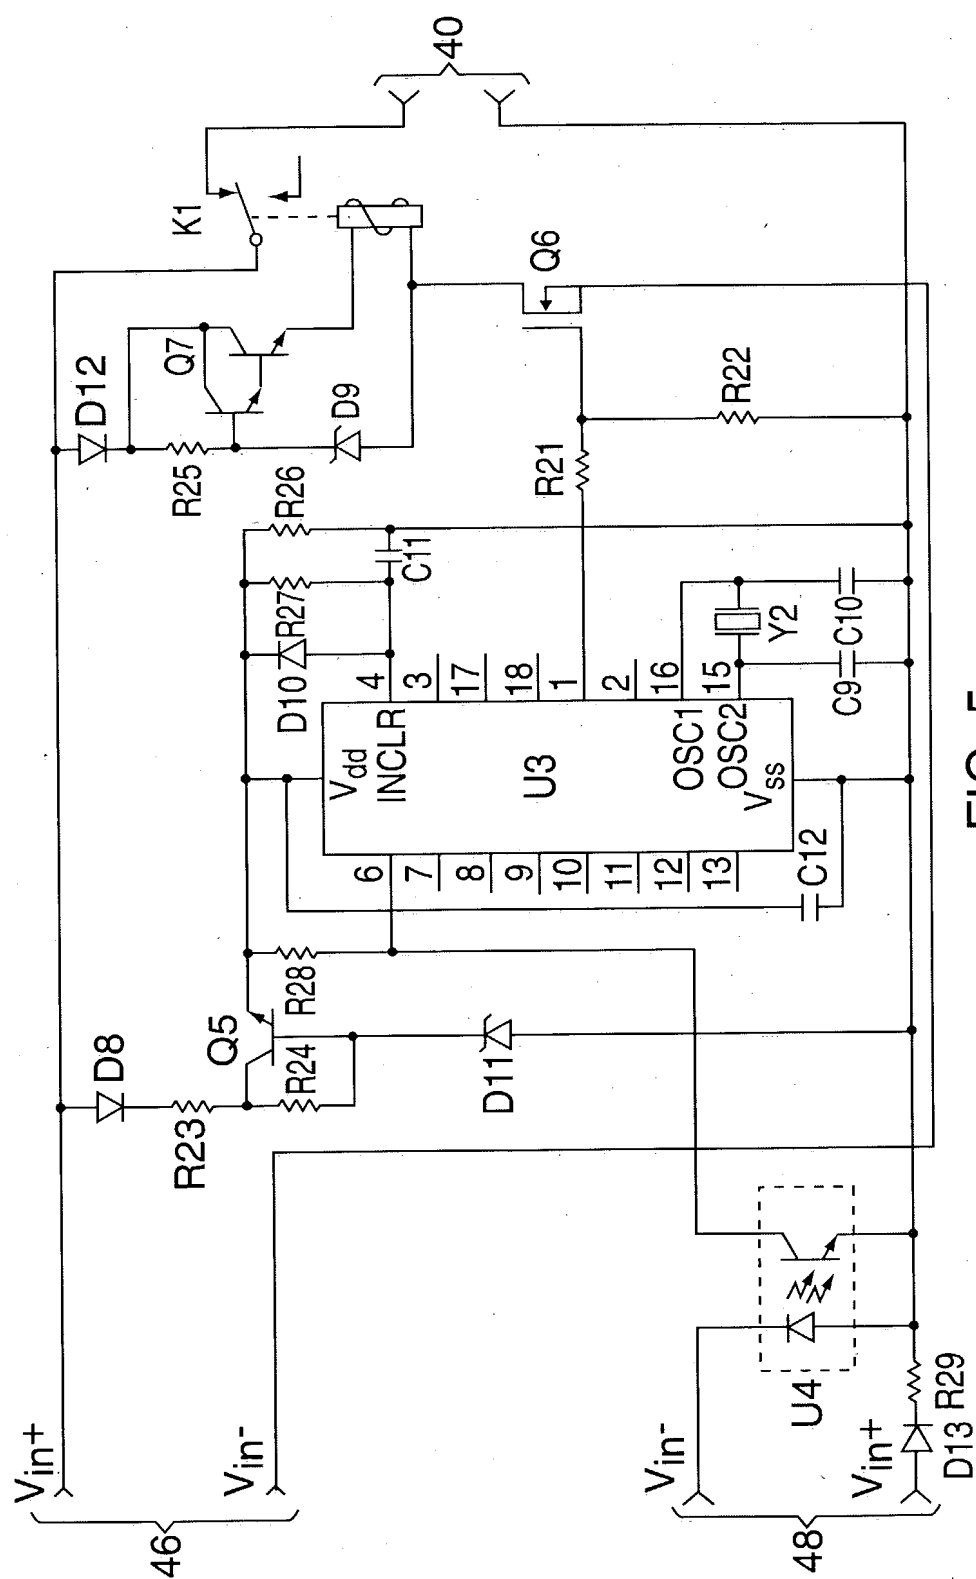 40
K1
Q6
Q7
D12
D9
R22
R25
R26
R21
R27
C11
D10
Y2
C10
C9
4
3
17
18
1
2
16
15
Vdd
INCLR
U3
OSC1
OSC2
Vss
6
7
8
9
10
11
12
13
C12
R28
Q5
R24
D8
D11
R23
U4
R29
D13
Vin+
Vin-
Vin-
Vin+
46
48